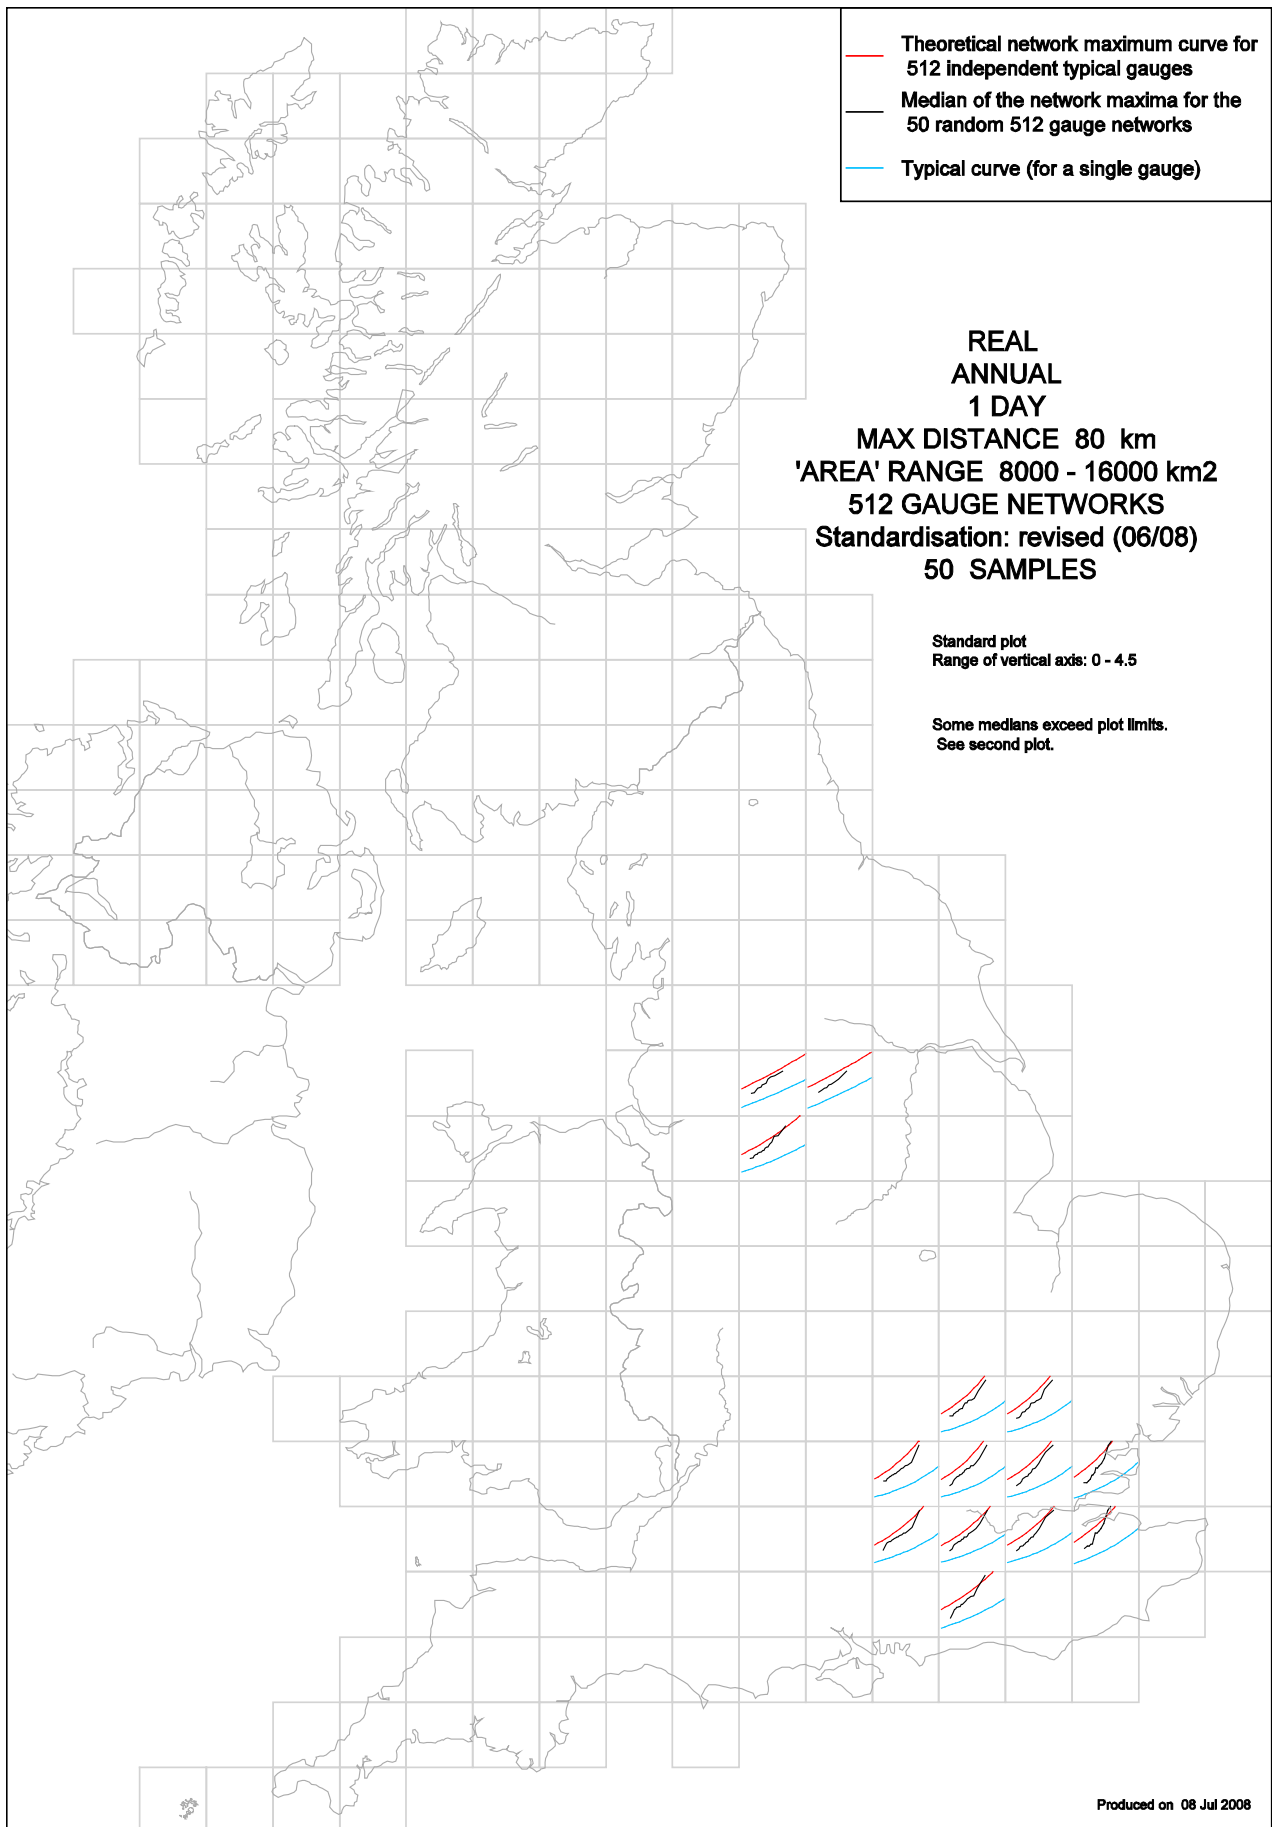 Theoretical network maximum curve for
512 independent typical gauges
Median of the network maxima for the
50 random 512 gauge networks
Typical curve (for a single gauge)
REAL
ANNUAL
1 DAY
MAX DISTANCE 80 km
'AREA' RANGE 8000 - 16000 km2
512 GAUGE NETWORKS
Standardisation: revised (06/08)
50 SAMPLES
Standard plot
Range of vertical axis: 0 - 4.5
Some medians exceed plot limits.
See second plot.
Produced on 08 Jul 2008